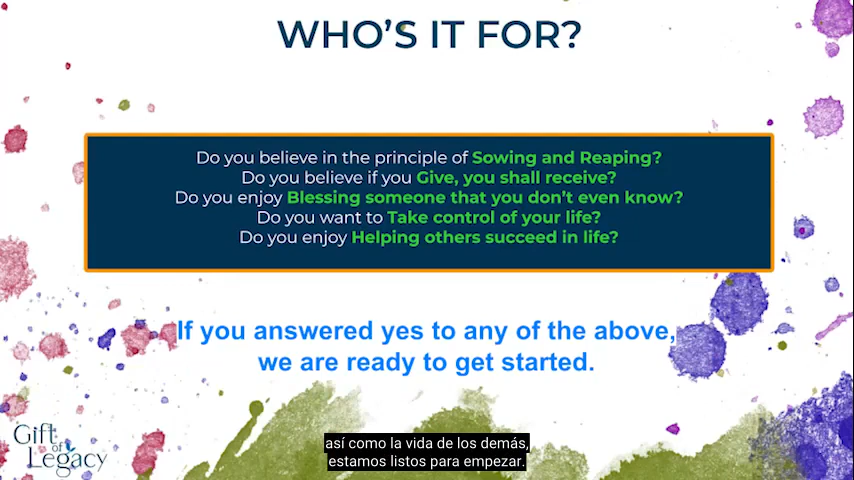 WHO'S IT FOR?
Do you believe in the principle of Sowing and Reaping?
Do you believe if you Give, you shall receive?
Do you enjoy Blessing someone that you don't even know?
Do you want to Take control of your life?
Do you enjoy Helping others succeed in life?
If you answered yes to any of the above,
we are ready to get started.
Gift
of
Legacy
así como la vida de los demás,
estamos listos para empezar.